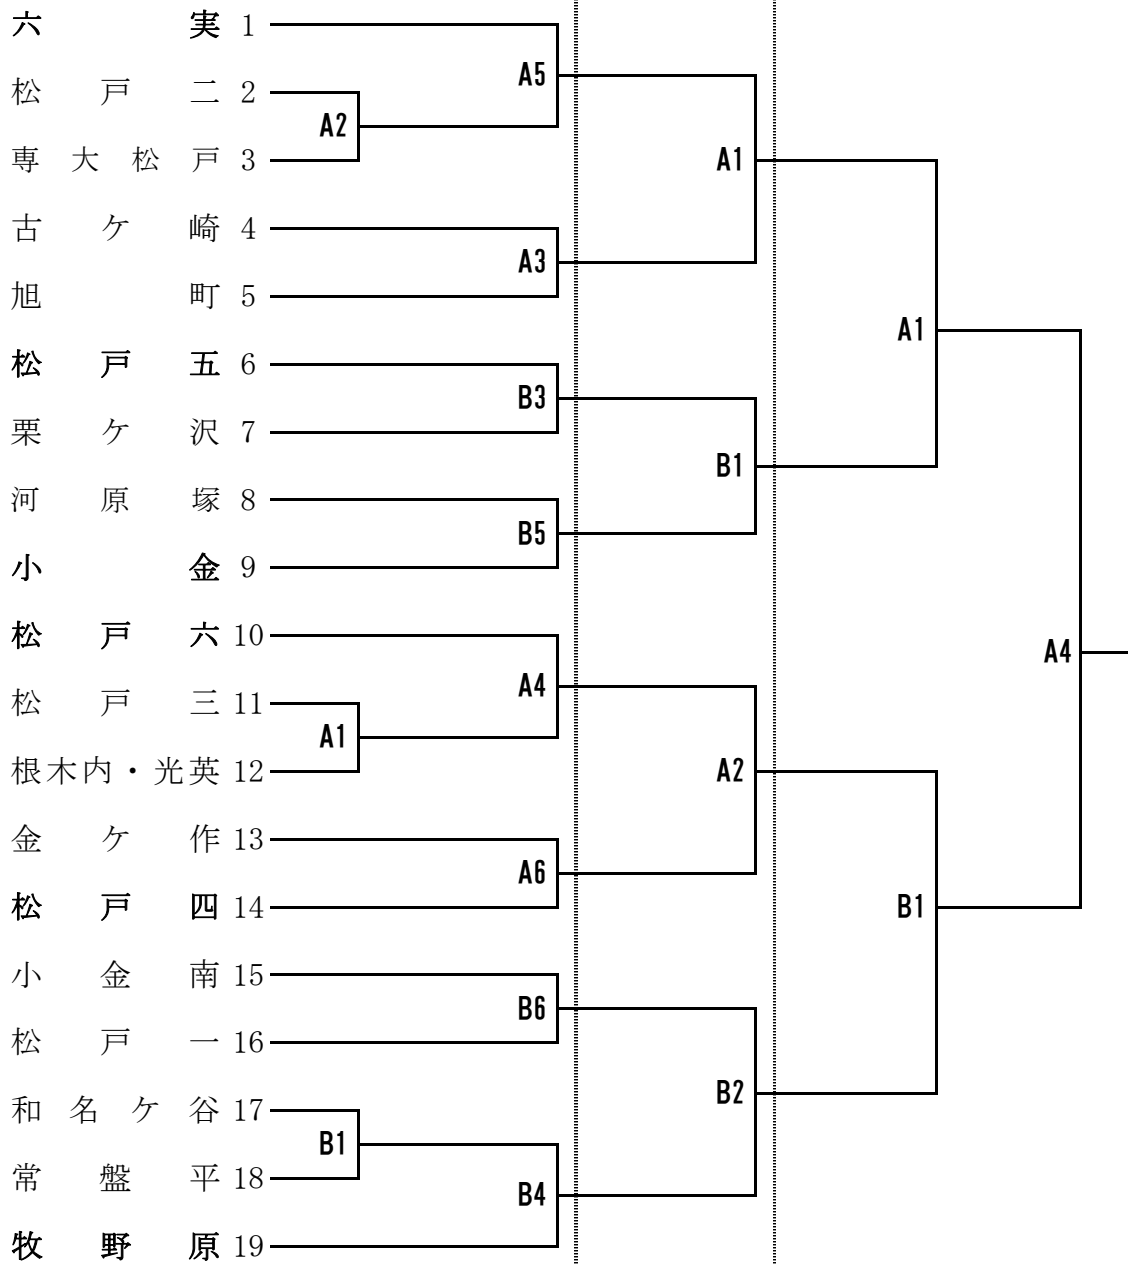 六実 1
A5
松戸二 2
A2
専大松戸 3
A1
古ケ崎 4
A3
旭町 5
A1
松戸五 6
B3
栗ケ沢 7
B1
河原塚 8
B5
小金 9
松戸六 10
A4
A4
松戸三 11
A1
根木内・光英 12
A2
金ケ作 13
A6
松戸四 14
B1
小金南 15
B6
松戸一 16
B2
和名ケ谷 17
B1
常盤平 18
B4
牧野原 19